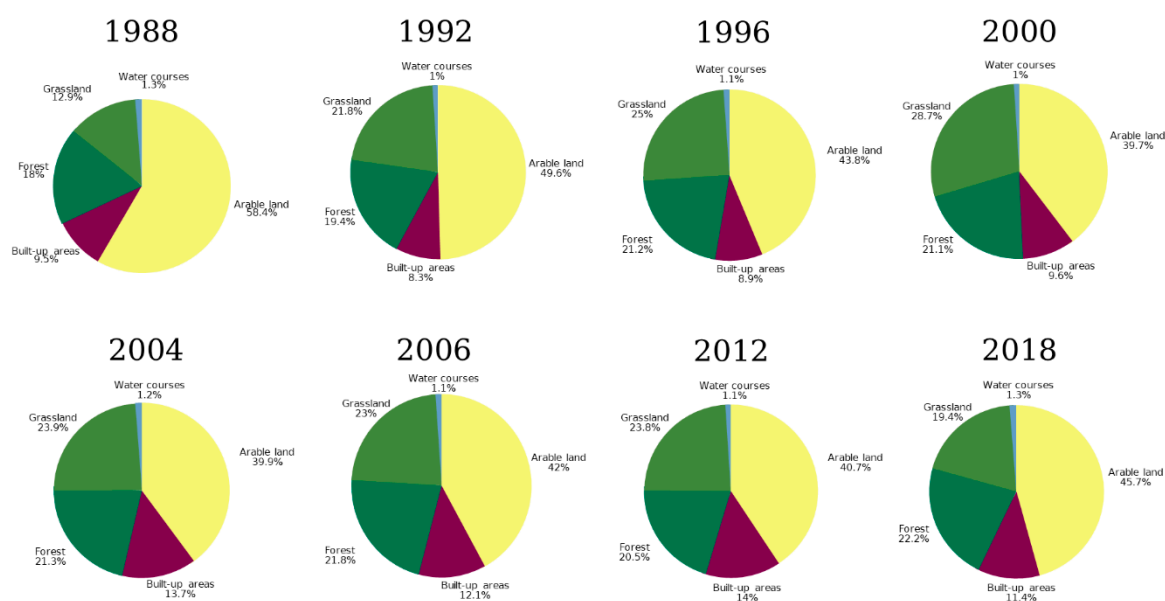 1988
1992
1996
2000
Water courses
1.3%
Grassland
12.9%
Forest
18%
Built-up areas
9.5%
Arable land
58.4%
Water courses
1%
Grassland
21.8%
Forest
19.4%
Built-up areas
8.3%
Arable land
49.6%
Water courses
1.1%
Grassland
25%
Forest
21.2%
Built-up areas
8.9%
Arable land
43.8%
Water courses
1%
Grassland
28.7%
Forest
21.1%
Built-up areas
9.6%
Arable land
39.7%
2004
2006
2012
2018
Water courses
1.2%
Grassland
23.9%
Forest
21.3%
Built-up areas
13.7%
Arable land
39.9%
Water courses
1.1%
Grassland
23%
Forest
21.8%
Built-up areas
12.1%
Arable land
42%
Water courses
1.1%
Grassland
23.8%
Forest
20.5%
Built-up areas
14%
Arable land
40.7%
Water courses
1.3%
Grassland
19.4%
Forest
22.2%
Built-up areas
11.4%
Arable land
45.7%